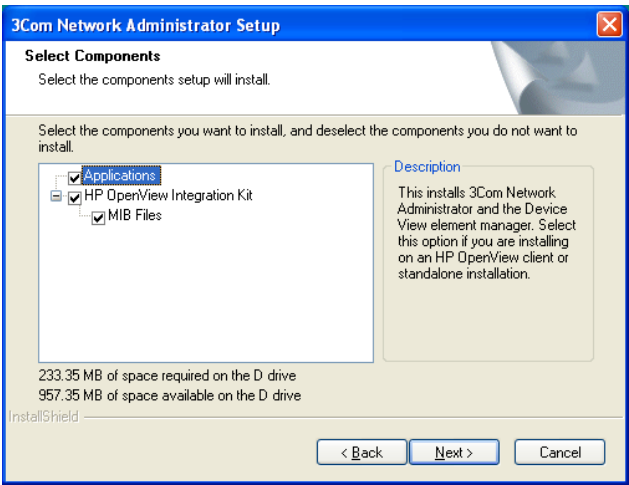 3Com Network Administrator Setup
Select Components
Select the components setup will install.
Select the components you want to install, and deselect the components you do not want to
install.
Applications
HP OpenView Integration Kit
MIB Files
Description
This installs 3Com Network
Administrator and the Device
View element manager. Select
this option if you are installing
on an HP OpenView client or
standalone installation.
233.35 MB of space required on the D drive
957.35 MB of space available on the D drive
InstallShield
< Back
Next >
Cancel